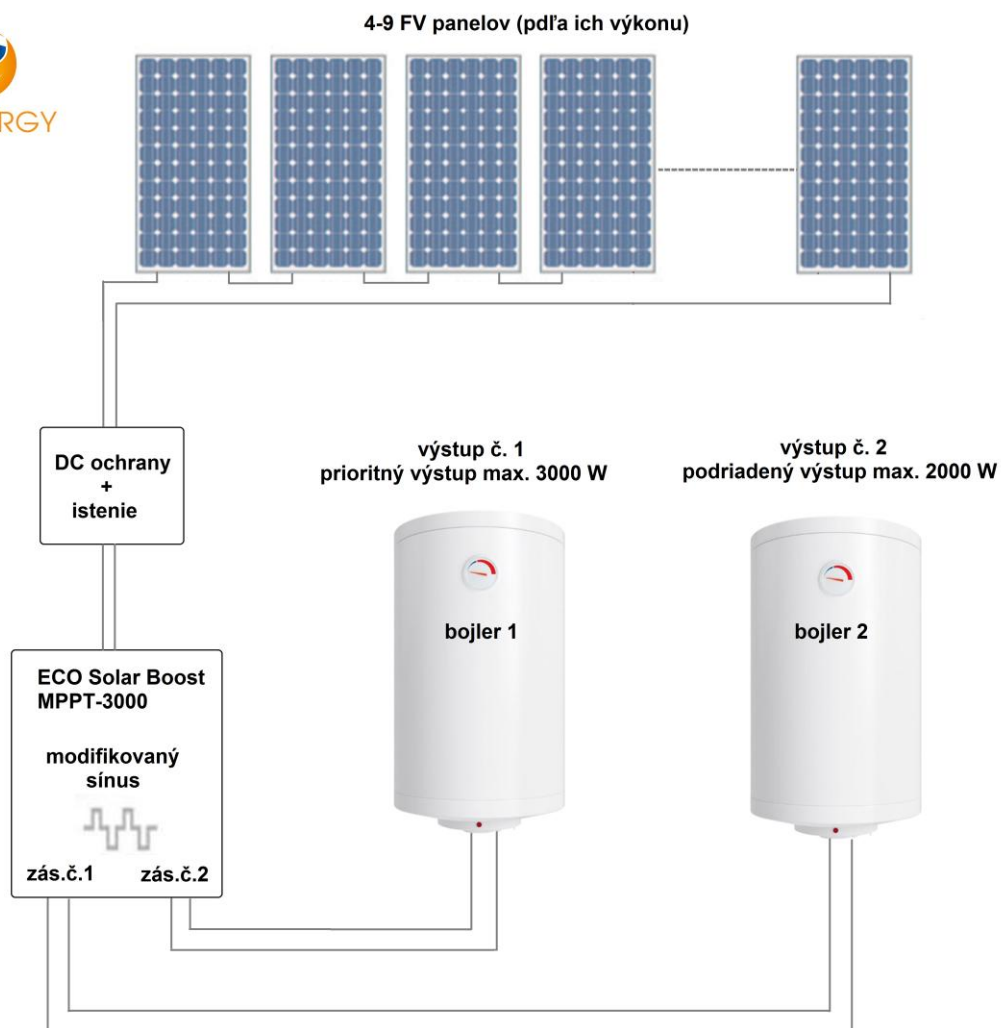 4-9 FV panelov (pdľa ich výkonu)
RGY
DC ochrany
+
istenie
výstup č. 1
prioritný výstup max. 3000 W
výstup č. 2
podriadený výstup max. 2000 W
bojler 1
bojler 2
ECO Solar Boost
MPPT-3000
modifikovaný
sínus
zás.č.1 zás.č.2